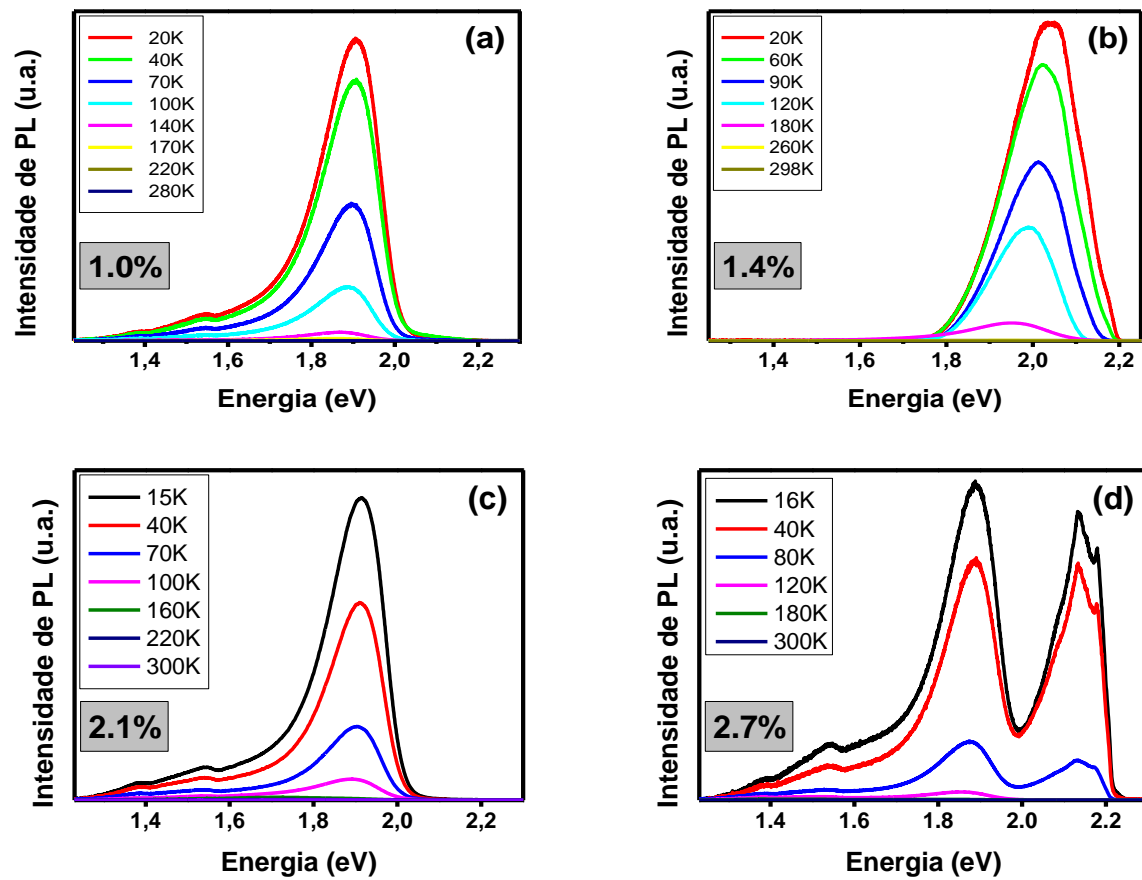 (a)
20K
40K
70K
100K
140K
170K
220K
280K
1.0%
Intensidade de PL (u.a.)
1,4 1,6 1,8 2,0 2,2
Energia (eV)
(b)
20K
60K
90K
120K
180K
260K
298K
1.4%
Intensidade de PL (u.a.)
1,4 1,6 1,8 2,0 2,2
Energia (eV)
(c)
15K
40K
70K
100K
160K
220K
300K
2.1%
Intensidade de PL (u.a.)
1,4 1,6 1,8 2,0 2,2
Energia (eV)
(d)
16K
40K
80K
120K
180K
300K
2.7%
Intensidade de PL (u.a.)
1.4 1.6 1.8 2.0 2.2
Energia (eV)